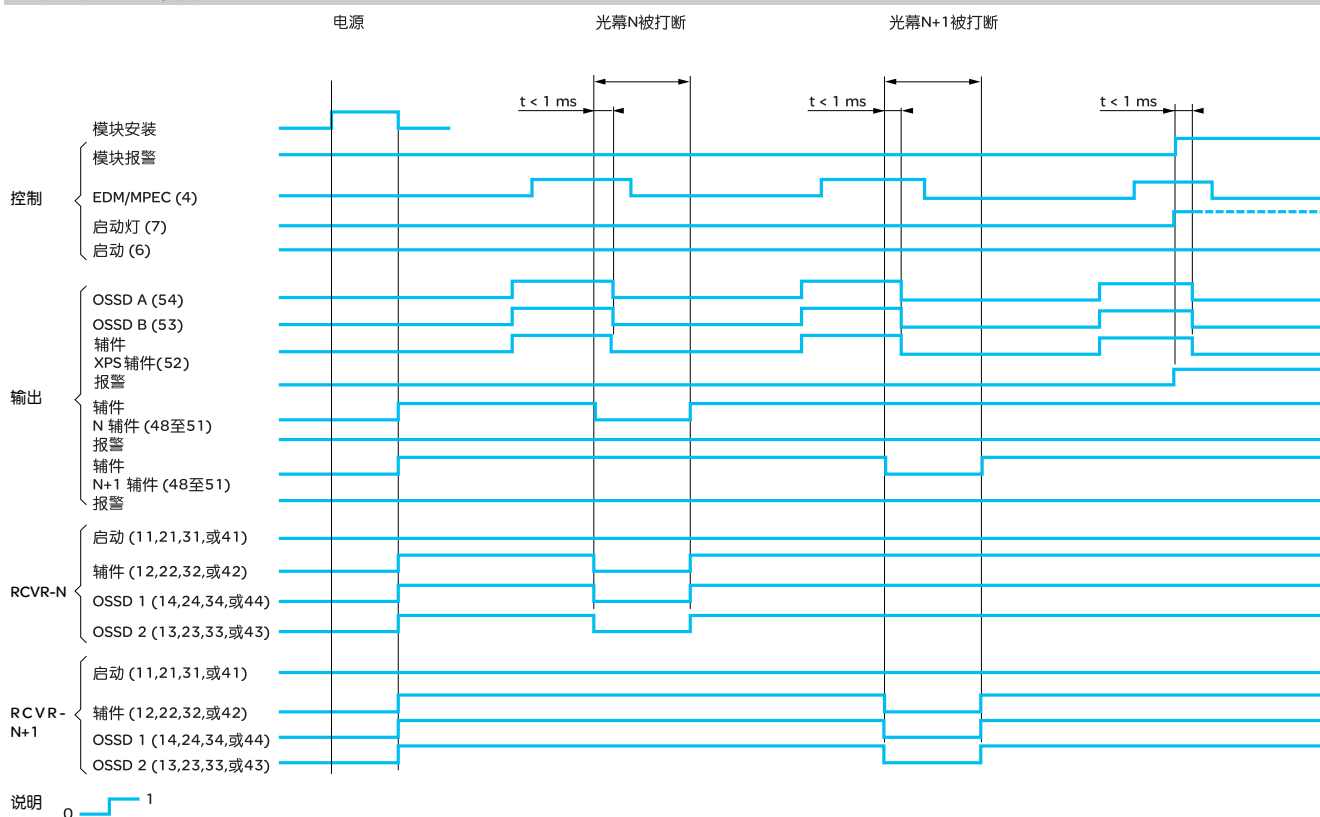 电源
光幕N被打断
光幕N+1被打断
t < 1 ms
t < 1 ms
t < 1 ms
模块安装
控制
模块报警
EDM/MPEC (4)
启动灯 (7)
启动 (6)
输出
OSSD A (54)
OSSD B (53)
辅件
XPS 辅件(52)
报警
辅件
N 辅件 (48至51)
报警
辅件
N+1 辅件 (48至51)
报警
RCVR-N
启动 (11,21,31,或41)
辅件 (12,22,32,或42)
OSSD 1 (14,24,34,或44)
OSSD 2 (13,23,33,或43)
RCVR-
N+1
启动 (11,21,31,或41)
辅件 (12,22,32,或42)
OSSD 1 (14,24,34,或44)
OSSD 2 (13,23,33,或43)
说明
0
1